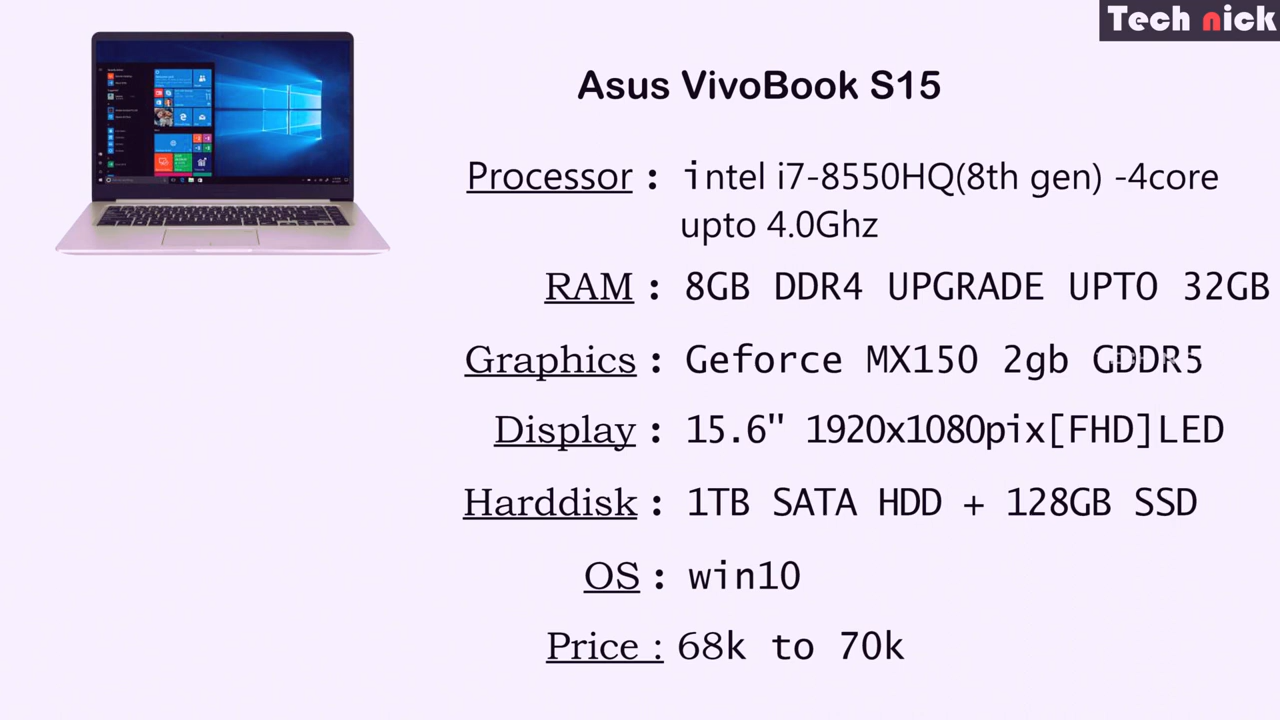 Tech nick
Asus VivoBook S15
Processor : intel i7-8550HQ(8th gen) -4core
upto 4.0Ghz
RAM : 8GB DDR4 UPGRADE UPTO 32GB
Graphics : Geforce MX150 2gb GDDR5
Display : 15.6" 1920x1080pix[FHD]LED
Harddisk : 1TB SATA HDD + 128GB SSD
OS : win10
Price : 68k to 70k